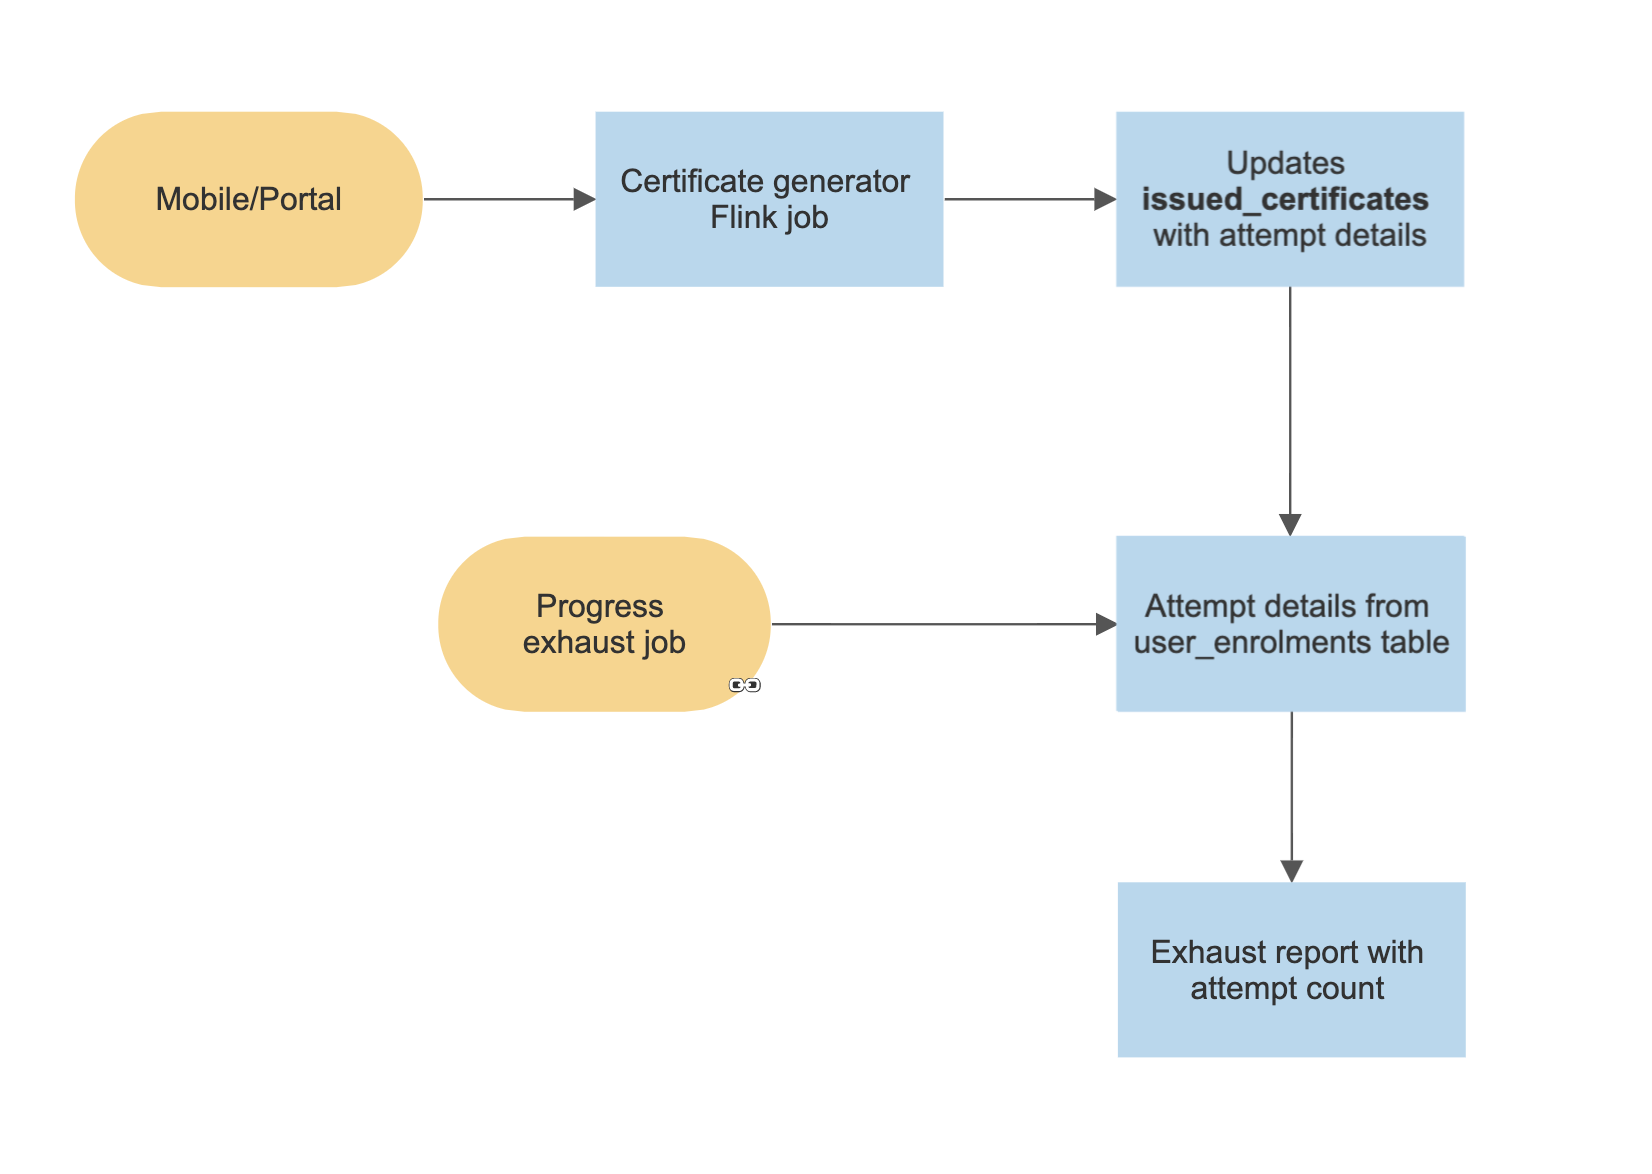 Mobile/Portal
Certificate generator
Flink job
Updates
issued_certificates
with attempt details
Progress
exhaust job
Attempt details from
user_enrolments table
Exhaust report with
attempt count